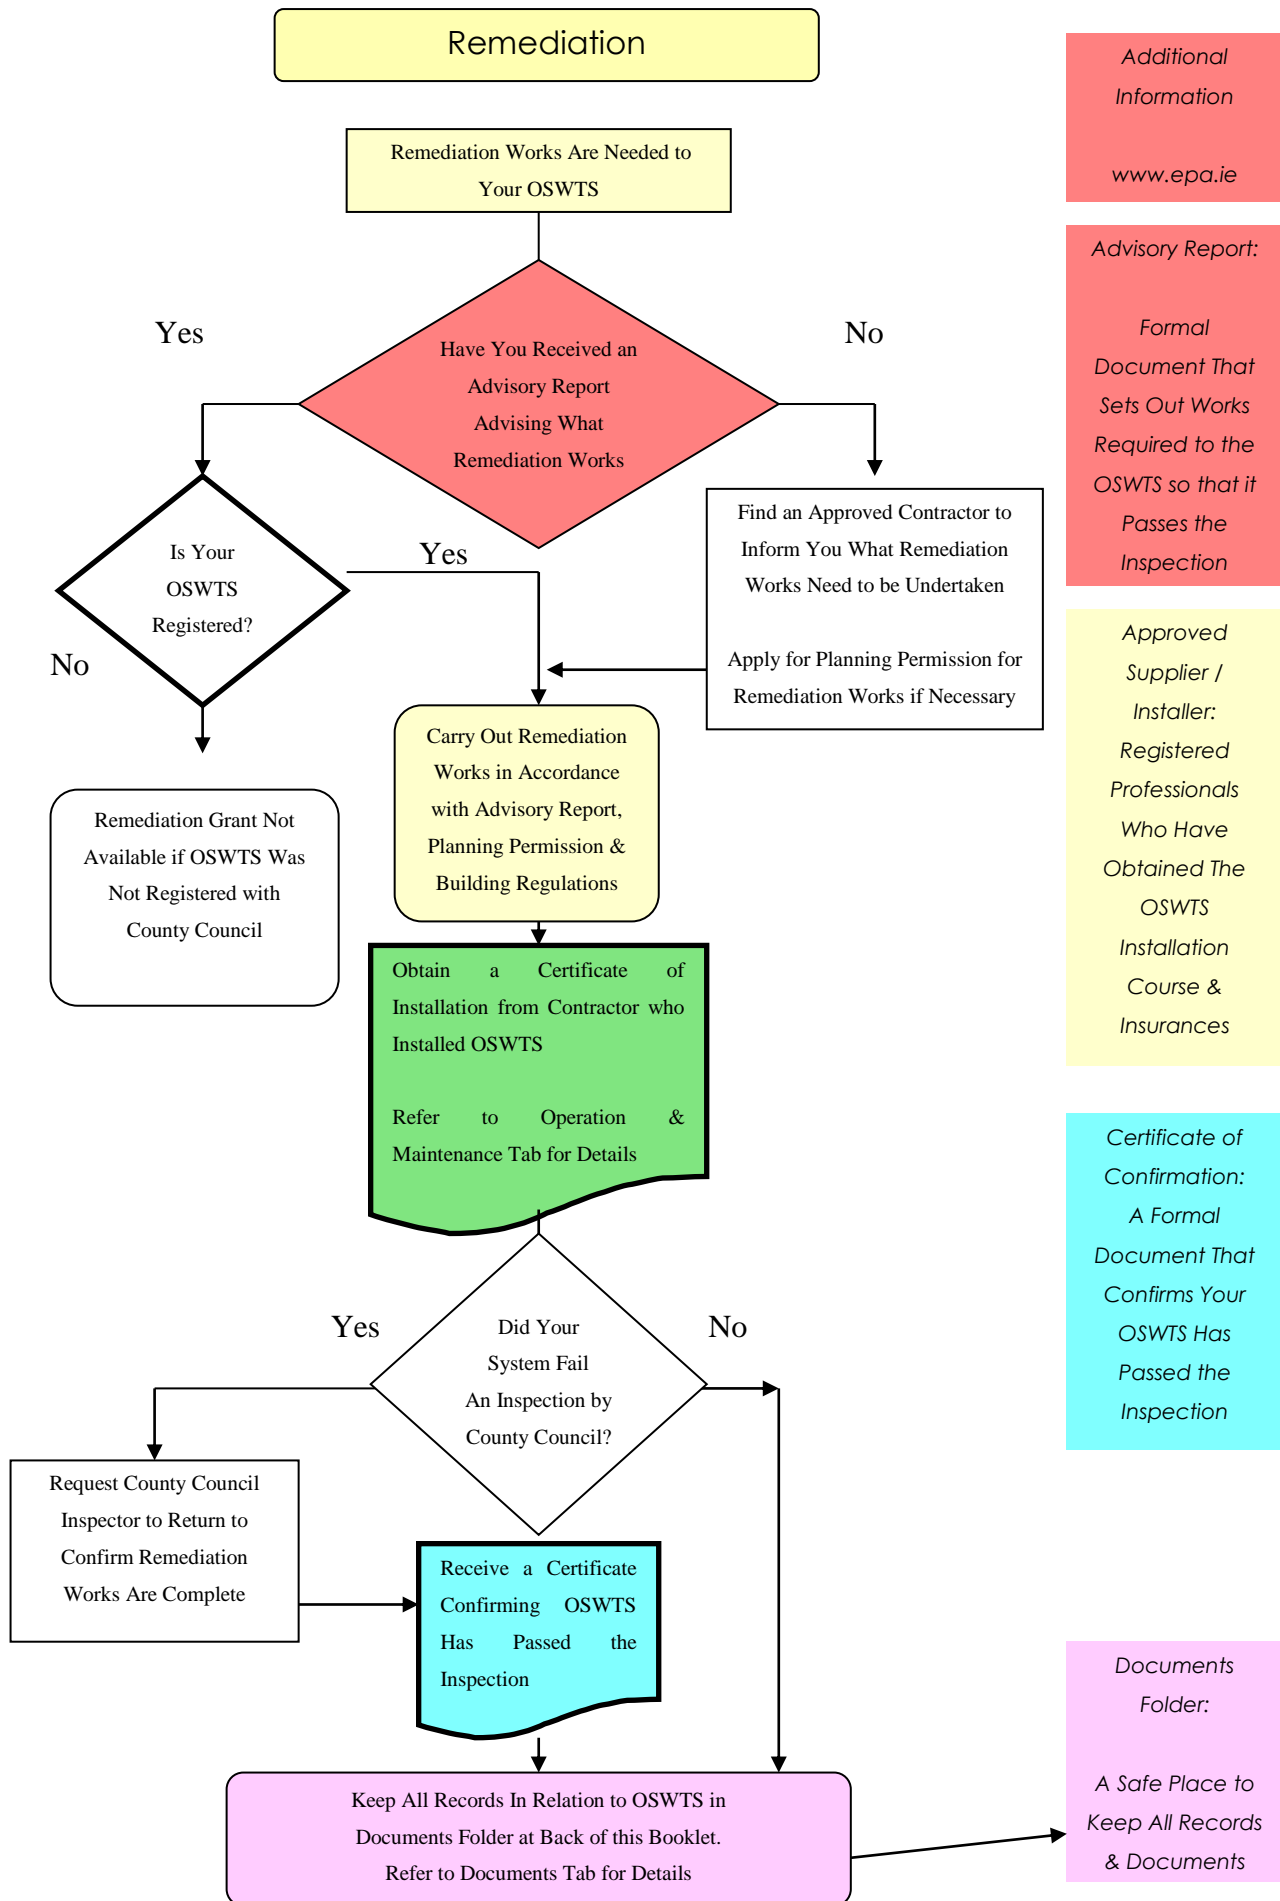 Remediation
Remediation Works Are Needed to
Your OSWTS
Yes
No
Have You Received an
Advisory Report
Advising What
Remediation Works
Is Your
OSWTS
Registered?
Yes
No
Find an Approved Contractor to
Inform You What Remediation
Works Need to be Undertaken
Apply for Planning Permission for
Remediation Works if Necessary
Carry Out Remediation
Works in Accordance
with Advisory Report,
Planning Permission &
Building Regulations
Remediation Grant Not
Available if OSWTS Was
Not Registered with
County Council
Obtain a Certificate of
Installation from Contractor who
Installed OSWTS
Refer to Operation &
Maintenance Tab for Details
Yes
No
Did Your
System Fail
An Inspection by
County Council?
Request County Council
Inspector to Return to
Confirm Remediation
Works Are Complete
Receive a Certificate
Confirming OSWTS
Has Passed the
Inspection
Keep All Records In Relation to OSWTS in
Documents Folder at Back of this Booklet.
Refer to Documents Tab for Details
Additional
Information
www.epa.ie
Advisory Report:
Formal
Document That
Sets Out Works
Required to the
OSWTS so that it
Passes the
Inspection
Approved
Supplier /
Installer:
Registered
Professionals
Who Have
Obtained The
OSWTS
Installation
Course &
Insurances
Certificate of
Confirmation:
A Formal
Document That
Confirms Your
OSWTS Has
Passed the
Inspection
Documents
Folder:
A Safe Place to
Keep All Records
& Documents